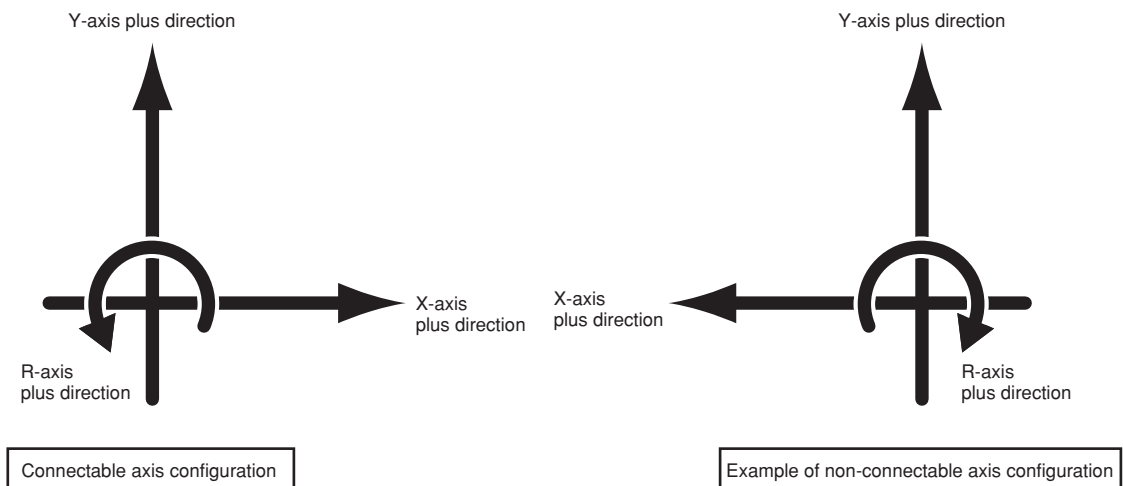 Y-axis plus direction
Y-axis plus direction
X-axis
plus direction
X-axis
plus direction
R-axis
plus direction
R-axis
plus direction
Connectable axis configuration
Example of non-connectable axis configuration